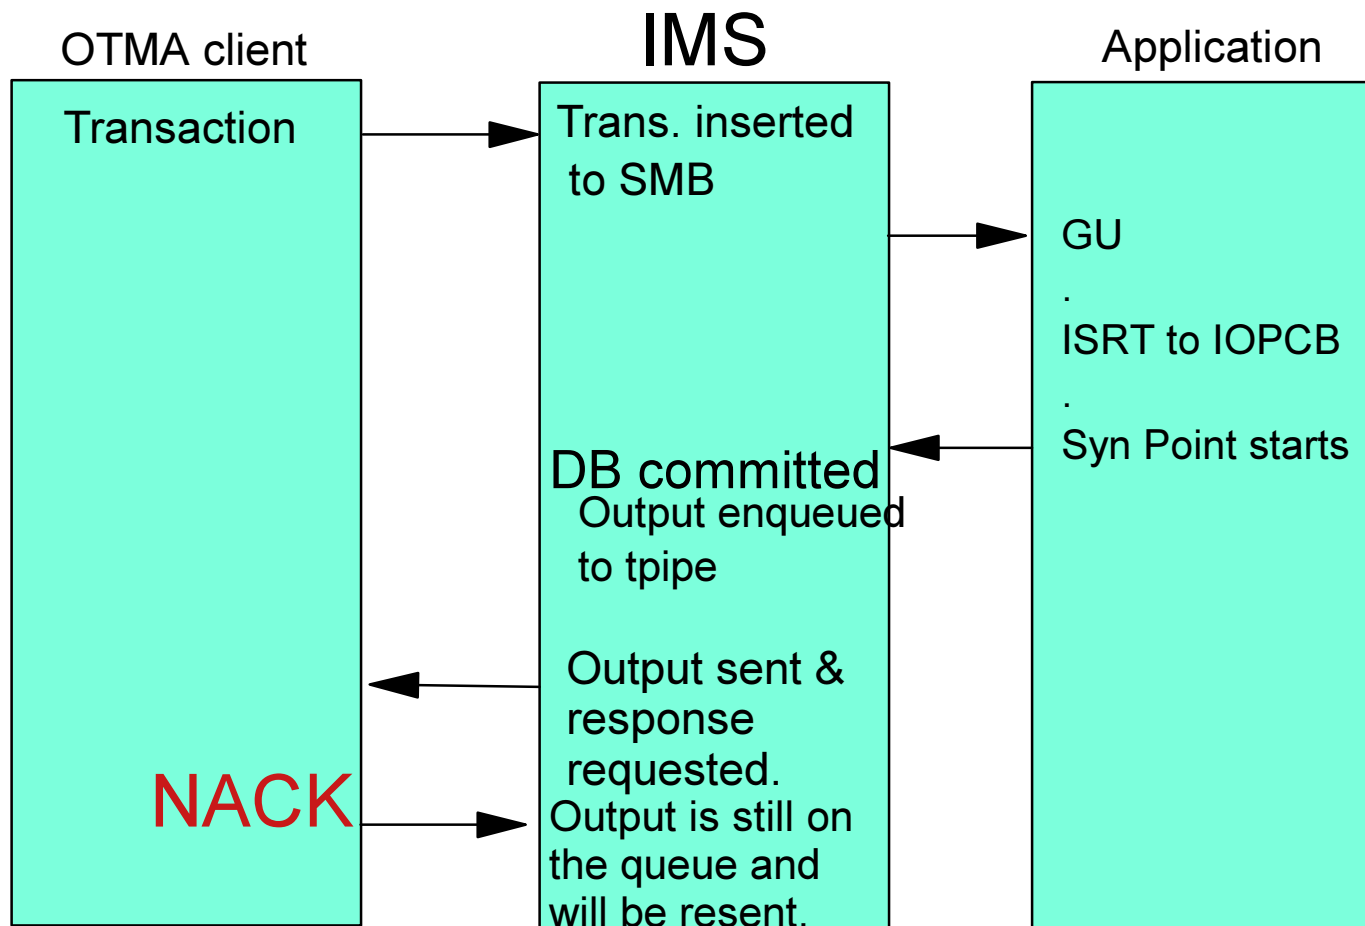 OTMA client
IMS
Application
Transaction
Trans. inserted
to SMB
GU
.
ISRT to IOPCB
.
Syn Point starts
DB committed
Output enqueued
to tpipe
Output sent &
response
requested.
NACK
Output is still on
the queue and
will be resent.